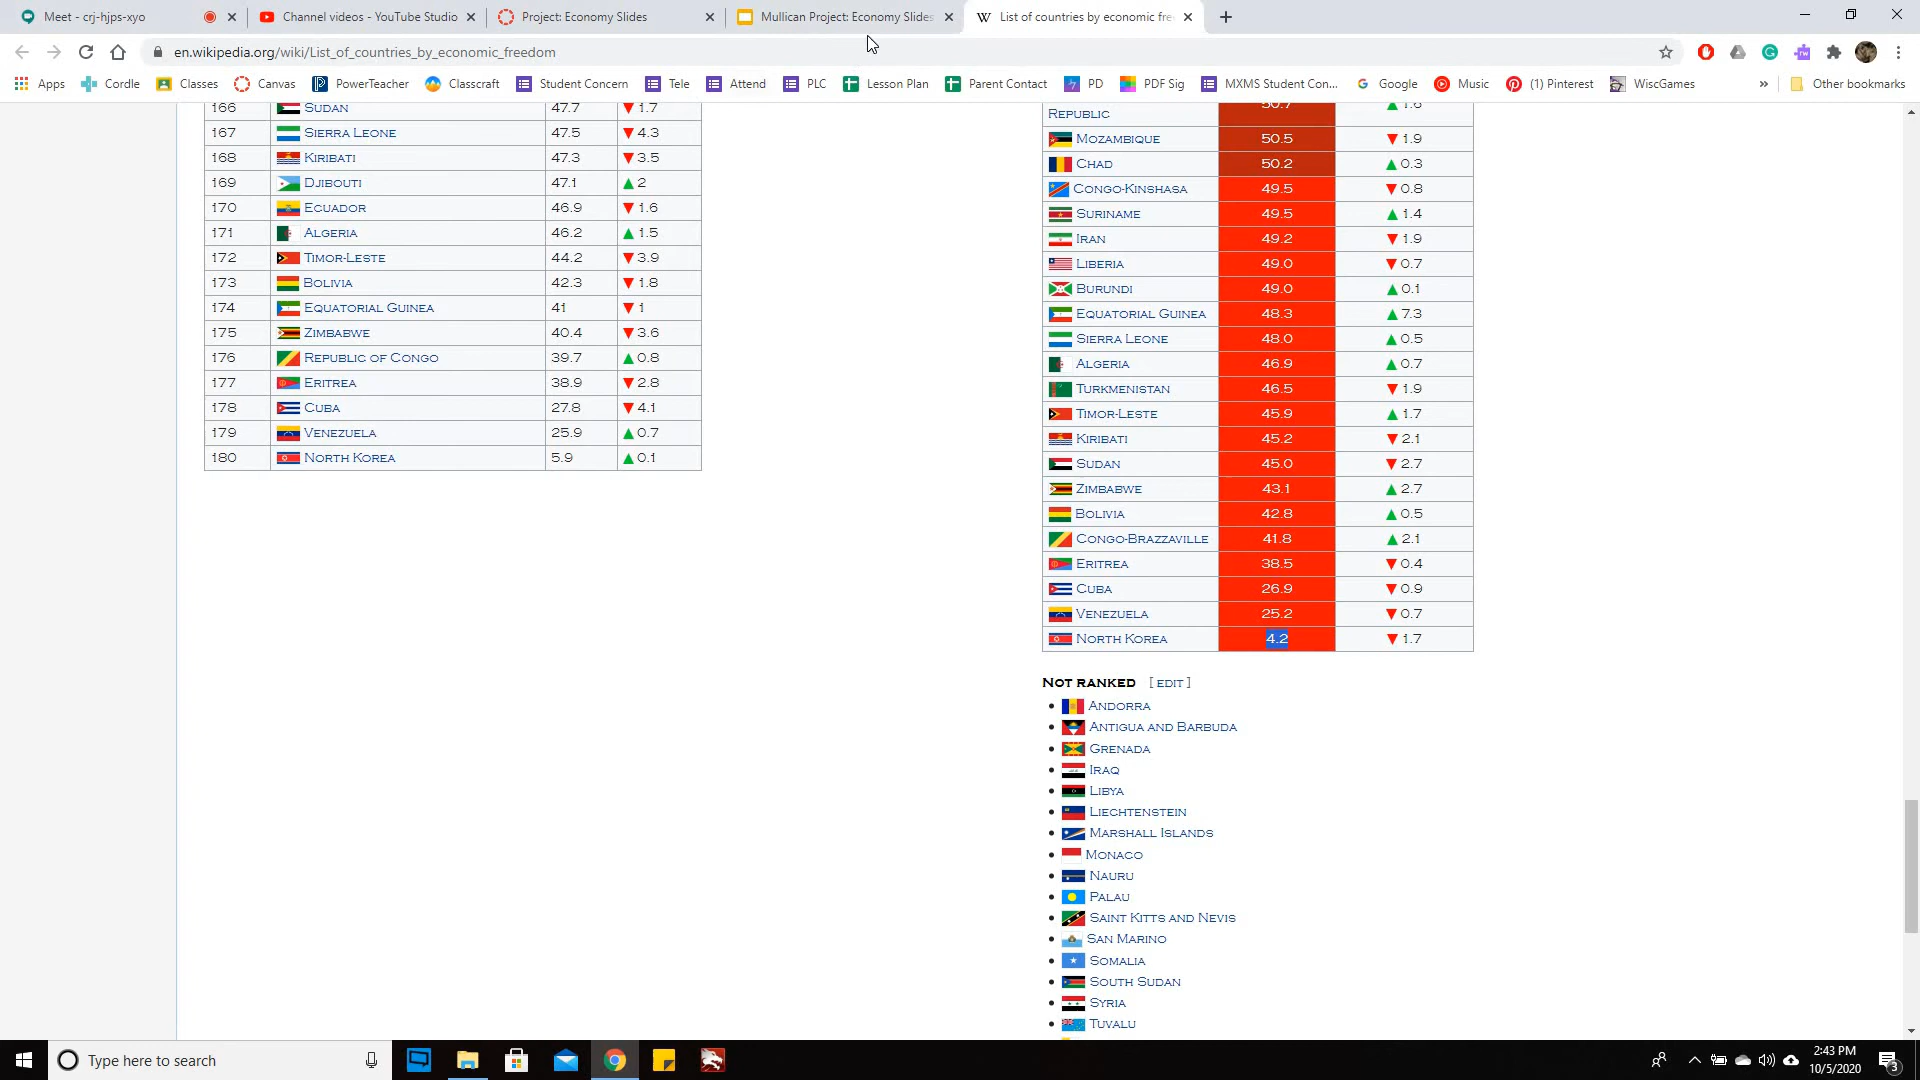 Meet - crj-hjps-xyo
Channel videos - YouTube Studio
Project: Economy Slides
Mullican Project: Economy Slides
List of countries by economic fre
en.wikipedia.org/wiki/List_of_countries_by_economic_freedom
Apps
Cordle
Classes
Canvas
PowerTeacher
Classcraft
Student Concern
Tele
Attend
PLC
Lesson Plan
Parent Contact
PD
PDF Sig
MXMS Student Con...
Google
Music
(1) Pinterest
WiscGames
»
Other bookmarks
166 Sudan 47.7 ▼ 1.7
167 Sierra Leone 47.5 ▼ 4.3
168 Kiribati 47.3 ▼ 3.5
169 Djibouti 47.1 ▲ 2
170 Ecuador 46.9 ▼ 1.6
171 Algeria 46.2 ▲ 1.5
172 Timor-Leste 44.2 ▼ 3.9
173 Bolivia 42.3 ▼ 1.8
174 Equatorial Guinea 41 ▼ 1
175 Zimbabwe 40.4 ▼ 3.6
176 Republic of Congo 39.7 ▲ 0.8
177 Eritrea 38.9 ▼ 2.8
178 Cuba 27.8 ▼ 4.1
179 Venezuela 25.9 ▲ 0.7
180 North Korea 5.9 ▲ 0.1
Republic 50.7 ▲ 1.6
Mozambique 50.5 ▼ 1.9
Chad 50.2 ▲ 0.3
Congo-Kinshasa 49.5 ▼ 0.8
Suriname 49.5 ▲ 1.4
Iran 49.2 ▼ 1.9
Liberia 49.0 ▼ 0.7
Burundi 49.0 ▲ 0.1
Equatorial Guinea 48.3 ▲ 7.3
Sierra Leone 48.0 ▲ 0.5
Algeria 46.9 ▲ 0.7
Turkmenistan 46.5 ▼ 1.9
Timor-Leste 45.9 ▲ 1.7
Kiribati 45.2 ▼ 2.1
Sudan 45.0 ▼ 2.7
Zimbabwe 43.1 ▲ 2.7
Bolivia 42.8 ▲ 0.5
Congo-Brazzaville 41.8 ▲ 2.1
Eritrea 38.5 ▼ 0.4
Cuba 26.9 ▼ 0.9
Venezuela 25.2 ▼ 0.7
North Korea 4.2 ▼ 1.7
Not ranked [ edit ]
Andorra
Antigua and Barbuda
Grenada
Iraq
Libya
Liechtenstein
Marshall Islands
Monaco
Nauru
Palau
Saint Kitts and Nevis
San Marino
Somalia
South Sudan
Syria
Tuvalu
Type here to search
2:43 PM
10/5/2020
3